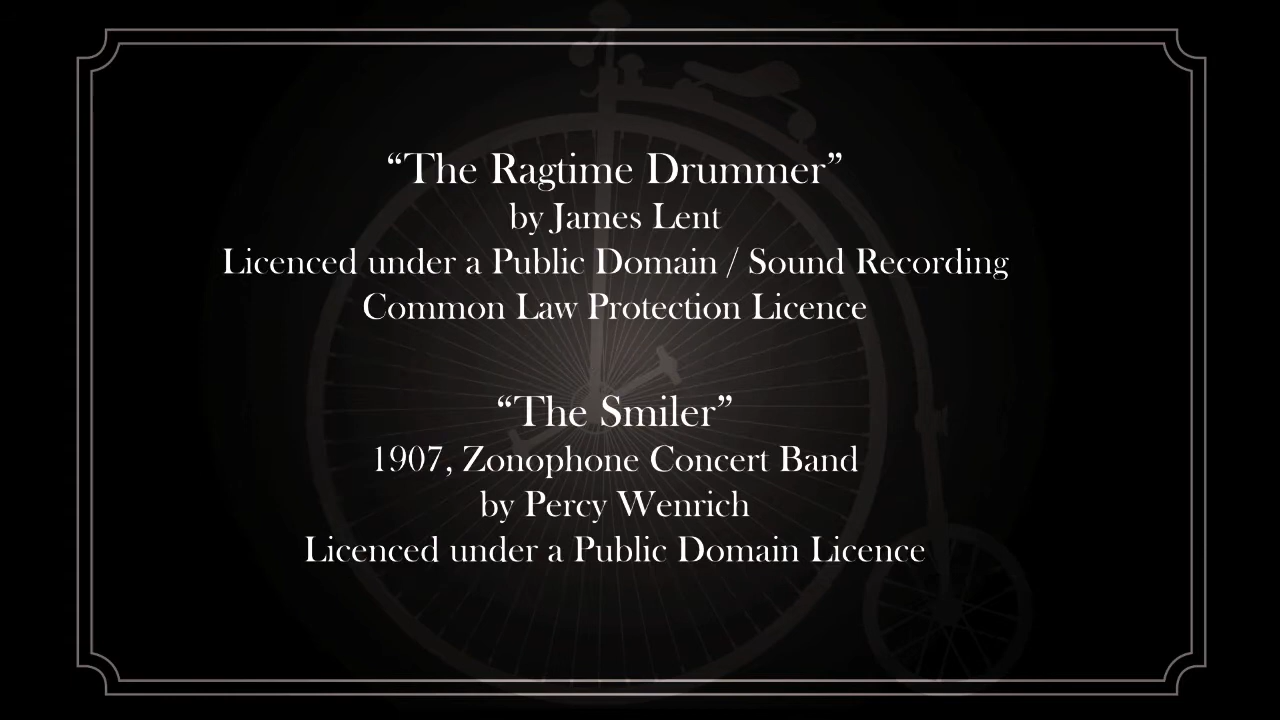 “The Ragtime Drummer”
by James Lent
Licenced under a Public Domain / Sound Recording
Common Law Protection Licence
“The Smiler”
1907, Zonophone Concert Band
by Percy Wenrich
Licenced under a Public Domain Licence